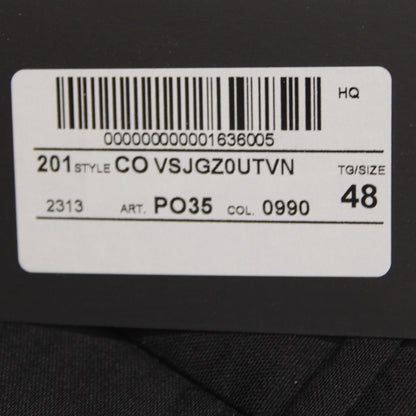 HQ
000000000001636005
201 STYLE CO VSJGZ0UTVN TG/SIZE
2313 ART. PO35 COL. 0990 48